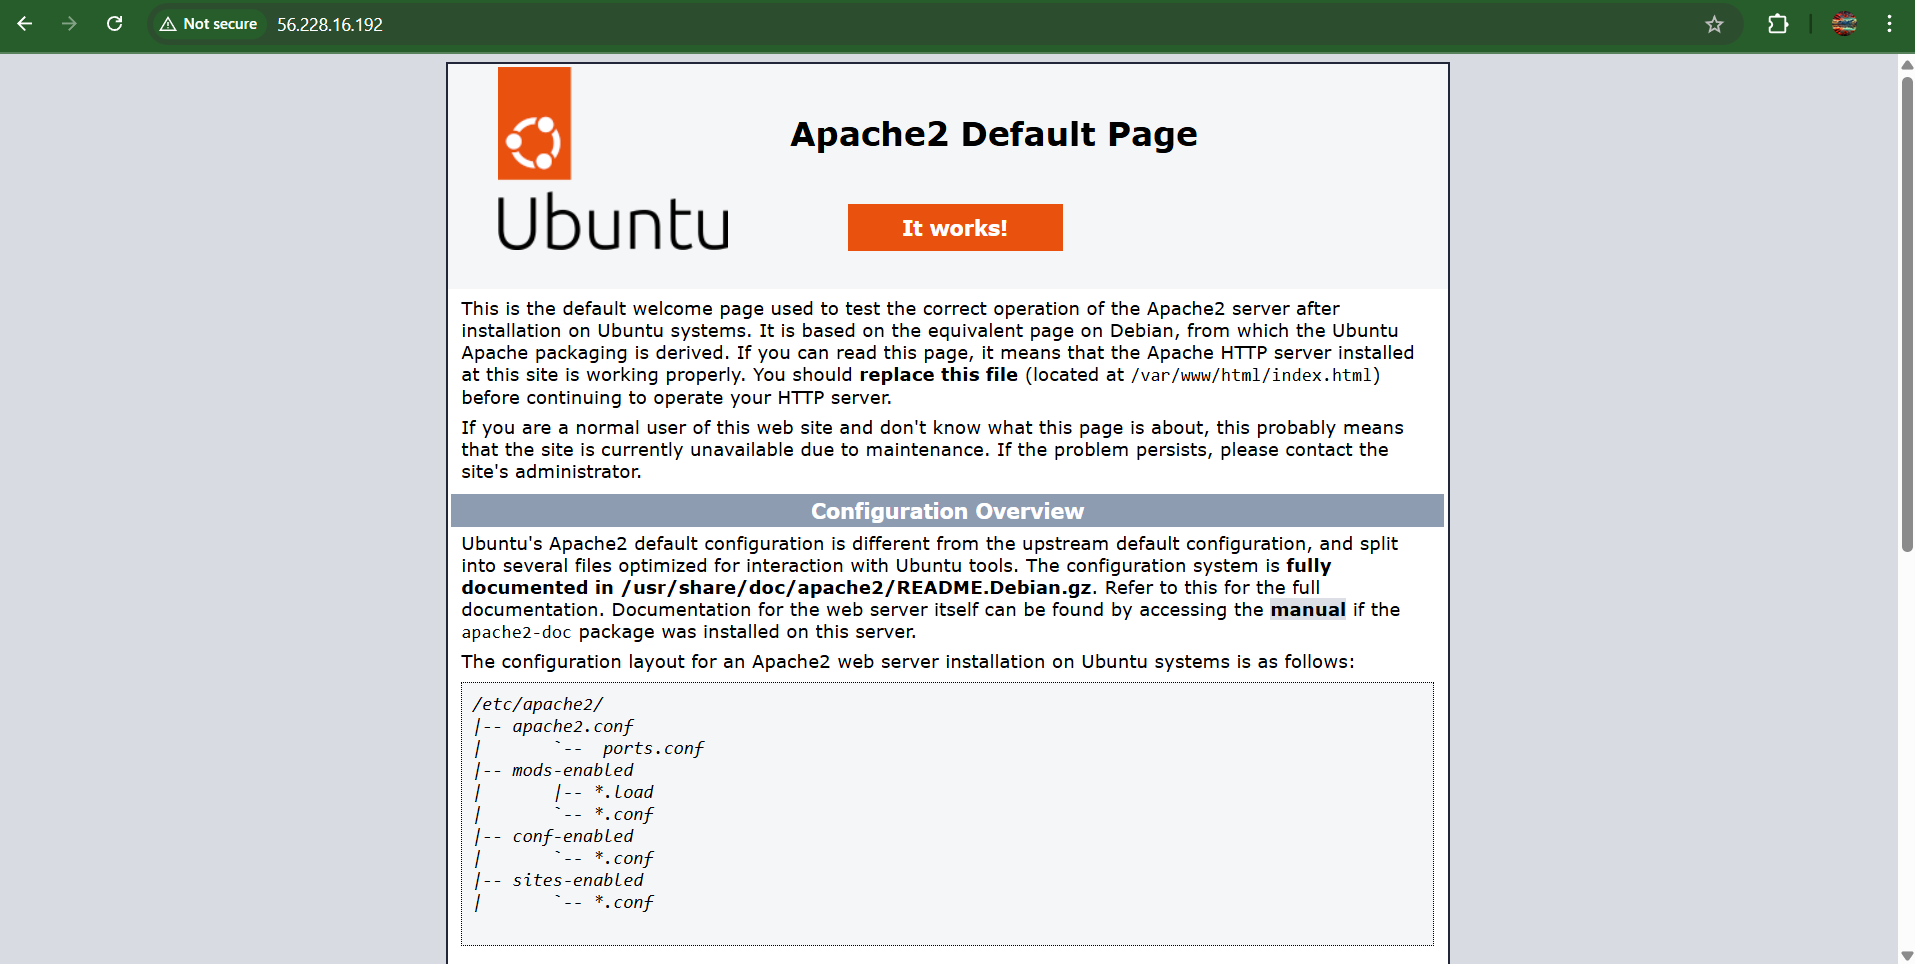 Not secure 56.228.16.192
Apache2 Default Page
Ubuntu
It works!
This is the default welcome page used to test the correct operation of the Apache2 server after
installation on Ubuntu systems. It is based on the equivalent page on Debian, from which the Ubuntu
Apache packaging is derived. If you can read this page, it means that the Apache HTTP server installed
at this site is working properly. You should replace this file (located at /var/www/html/index.html)
before continuing to operate your HTTP server.
If you are a normal user of this web site and don't know what this page is about, this probably means
that the site is currently unavailable due to maintenance. If the problem persists, please contact the
site's administrator.
Configuration Overview
Ubuntu's Apache2 default configuration is different from the upstream default configuration, and split
into several files optimized for interaction with Ubuntu tools. The configuration system is fully
documented in /usr/share/doc/apache2/README.Debian.gz. Refer to this for the full
documentation. Documentation for the web server itself can be found by accessing the manual if the
apache2-doc package was installed on this server.
The configuration layout for an Apache2 web server installation on Ubuntu systems is as follows:
/etc/apache2/
|-- apache2.conf
|       `--  ports.conf
|-- mods-enabled
|       |-- *.load
|       `-- *.conf
|-- conf-enabled
|       `-- *.conf
|-- sites-enabled
|       `-- *.conf